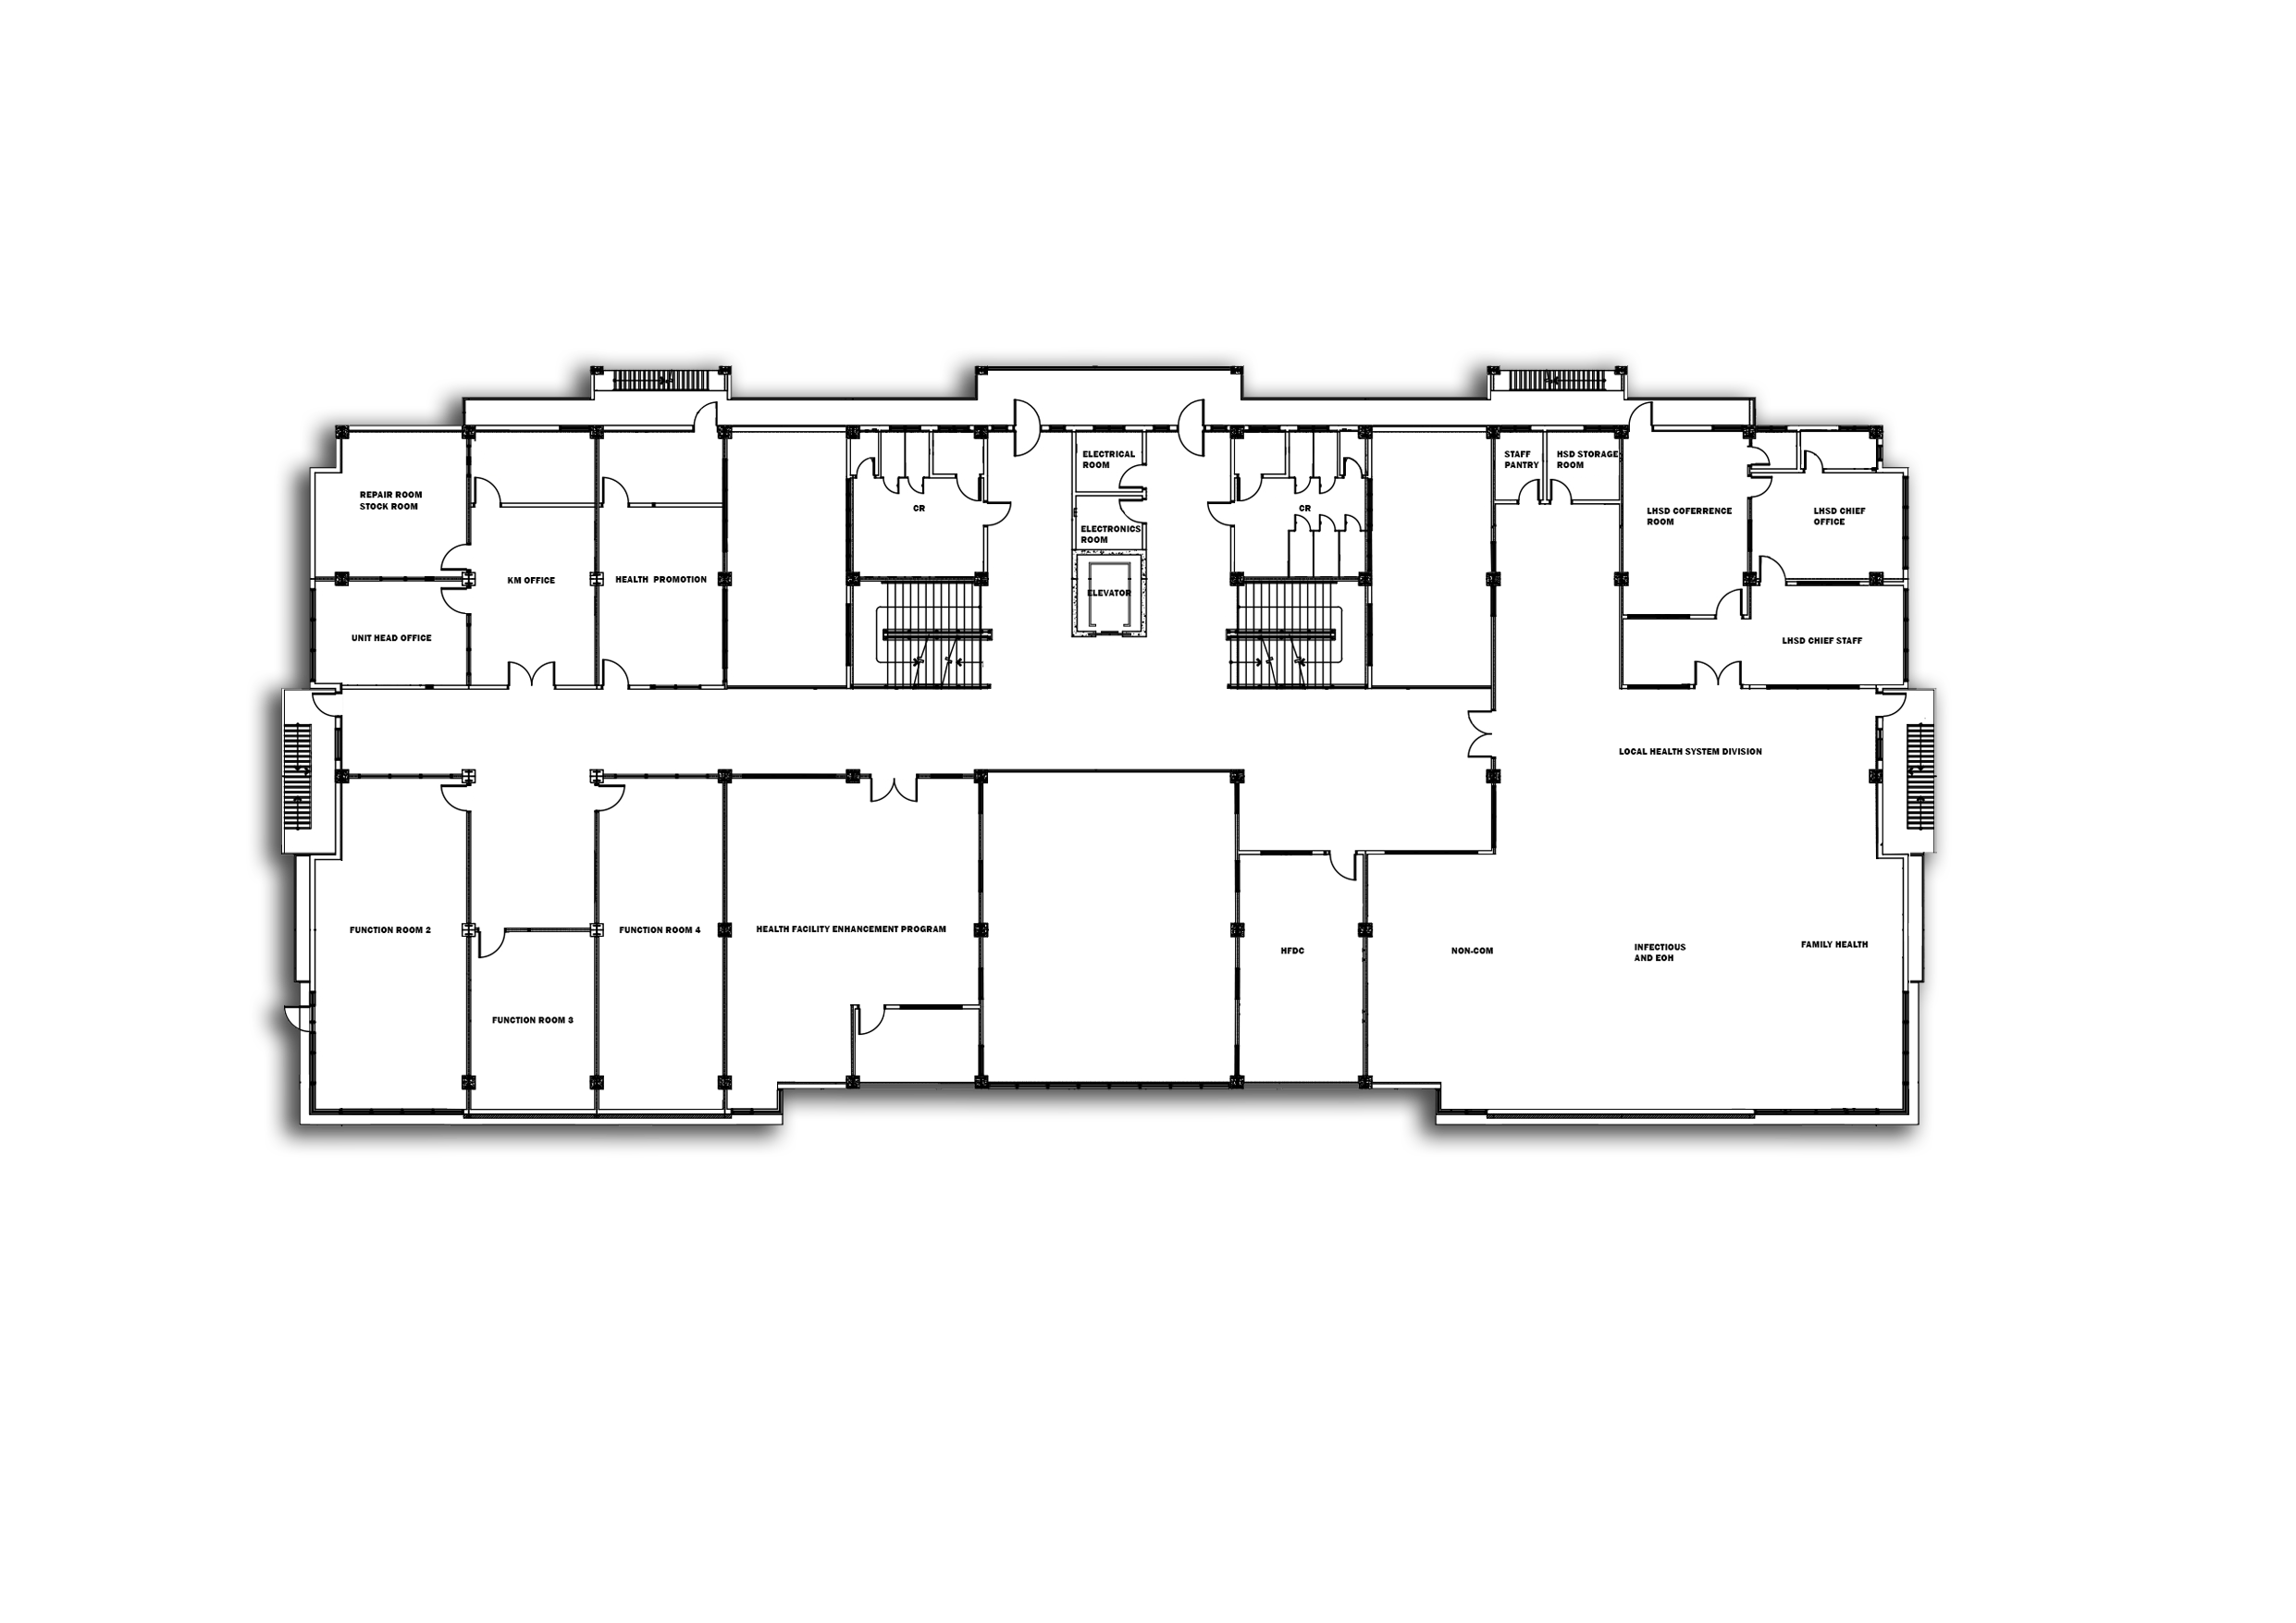 ELECTRICAL
ROOM
STAFF
PANTRY
HSD STORAGE
ROOM
REPAIR ROOM
STOCK ROOM
CR
CR
LHSD COFERRENCE
ROOM
LHSD CHIEF
OFFICE
ELECTRONICS
ROOM
KM OFFICE
HEALTH PROMOTION
ELEVATOR
UNIT HEAD OFFICE
LHSD CHIEF STAFF
LOCAL HEALTH SYSTEM DIVISION
FUNCTION ROOM 2
FUNCTION ROOM 4
HEALTH FACILITY ENHANCEMENT PROGRAM
HFDC
NON-COM
INFECTIOUS
AND EOH
FAMILY HEALTH
FUNCTION ROOM 3